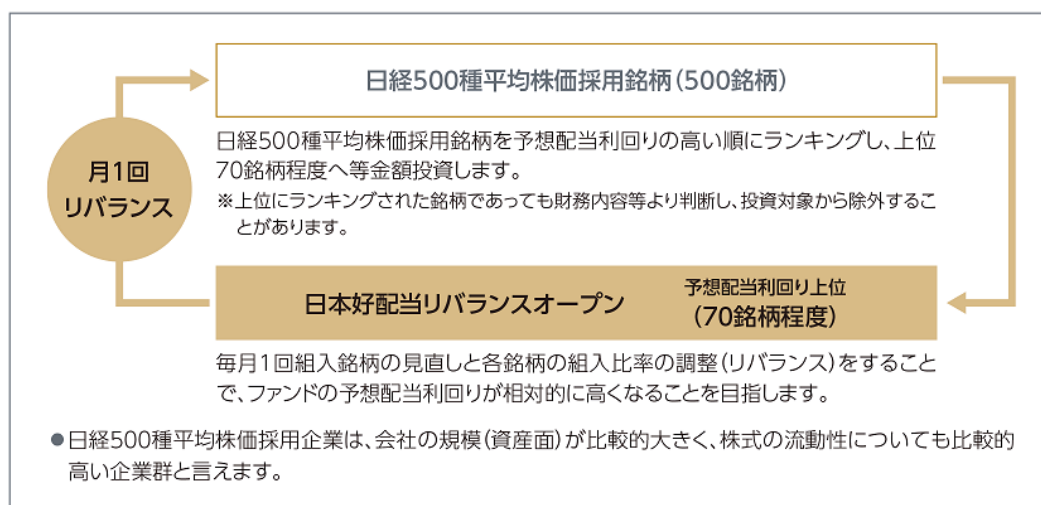 日経500種平均株価採用銘柄(500銘柄)
日経500種平均株価採用銘柄を予想配当利回りの高い順にランキングし、上位
70銘柄程度へ等金額投資します。
※上位にランキングされた銘柄であっても財務内容等より判断し、投資対象から除外するこ
とがあります。
月1回
リバランス
日本好配当リバランスオープン
予想配当利回り上位
(70銘柄程度)
毎月1回組入銘柄の見直しと各銘柄の組入比率の調整(リバランス)をすること
で、ファンドの予想配当利回りが相対的に高くなることを目指します。
●日経500種平均株価採用企業は、会社の規模(資産面)が比較的大きく、株式の流動性についても比較的
高い企業群と言えます。